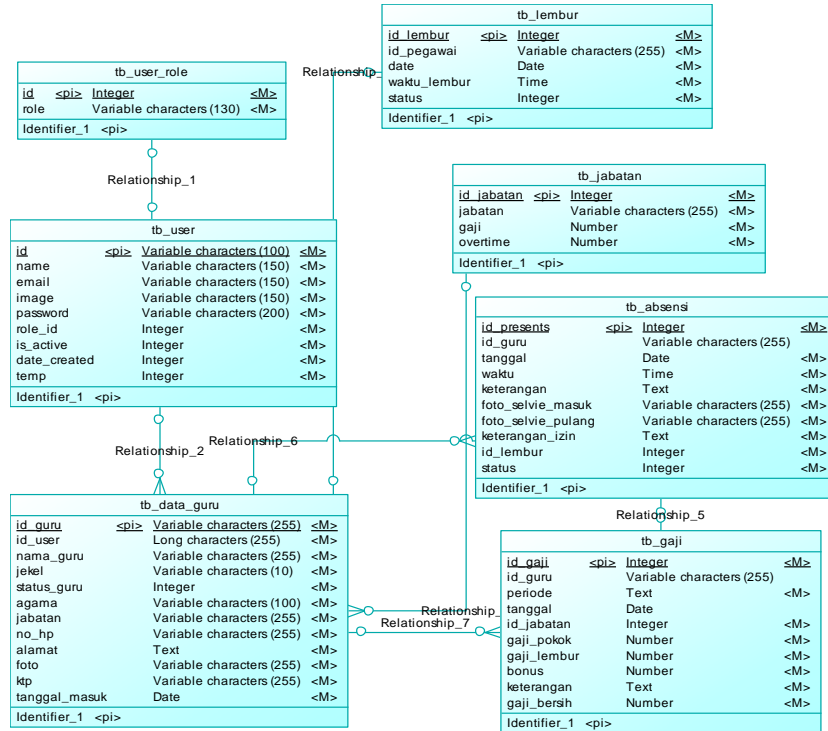 tb_lembur
id_lembur <pi> Integer <M>
id_pegawai Variable characters (255) <M>
date Date <M>
waktu_lembur Time <M>
status Integer <M>
Identifier_1 <pi>
tb_user_role
id <pi> Integer <M>
role Variable characters (130) <M>
Identifier_1 <pi>
Relationship_
Relationship_1
tb_jabatan
id_jabatan <pi> Integer <M>
jabatan Variable characters (255) <M>
gaji Number <M>
overtime Number <M>
Identifier_1 <pi>
tb_user
id <pi> Variable characters (100) <M>
name Variable characters (150) <M>
email Variable characters (150) <M>
image Variable characters (150) <M>
password Variable characters (200) <M>
role_id Integer <M>
is_active Integer <M>
date_created Integer <M>
temp Integer <M>
Identifier_1 <pi>
tb_absensi
id_presents <pi> Integer <M>
id_guru Variable characters (255)
tanggal Date <M>
waktu Time <M>
keterangan Text <M>
foto_selvie_masuk Variable characters (255) <M>
foto_selvie_pulang Variable characters (255) <M>
keterangan_izin Text <M>
id_lembur Integer <M>
status Integer <M>
Identifier_1 <pi>
Relationship_2
Relationship_6
Relationship_5
tb_data_guru
id_guru <pi> Variable characters (255) <M>
id_user Long characters (255) <M>
nama_guru Variable characters (255) <M>
jekel Variable characters (10) <M>
status_guru Integer <M>
agama Variable characters (100) <M>
jabatan Variable characters (255) <M>
no_hp Variable characters (255) <M>
alamat Text <M>
foto Variable characters (255) <M>
ktp Variable characters (255) <M>
tanggal_masuk Date <M>
Identifier_1 <pi>
Relationship_
Relationship_7
tb_gaji
id_gaji <pi> Integer <M>
id_guru Variable characters (255)
periode Text <M>
tanggal Date
id_jabatan Integer <M>
gaji_pokok Number <M>
gaji_lembur Number <M>
bonus Number <M>
keterangan Text <M>
gaji_bersih Number <M>
Identifier_1 <pi>